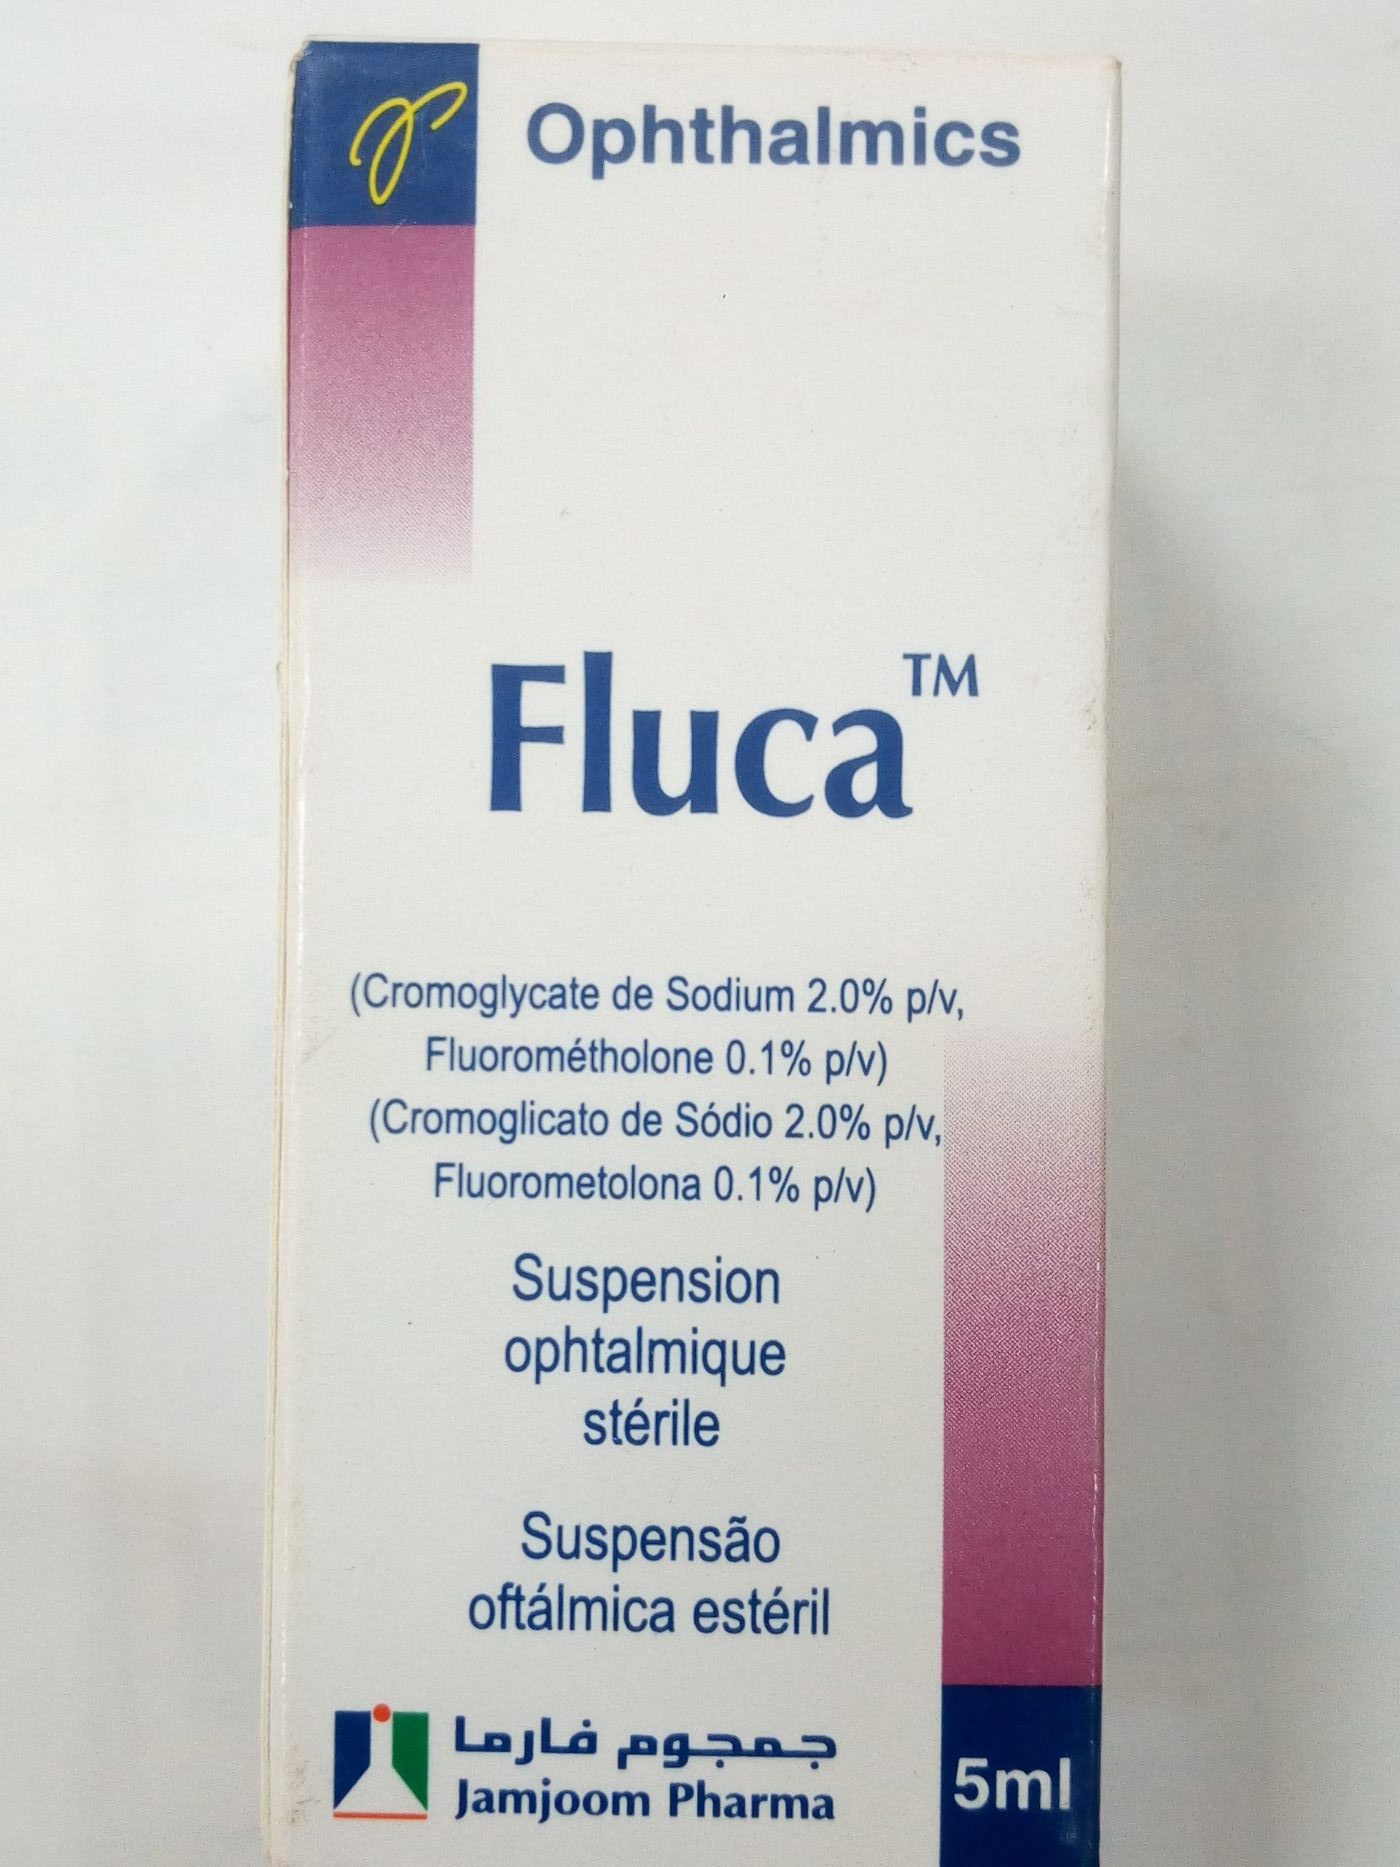 Ophthalmics
Fluca™
(Cromoglycate de Sodium 2.0% p/v,
Fluorométholone 0.1% p/v)
(Cromoglicato de Sódio 2.0% p/v,
Fluorometolona 0.1% p/v)
Suspension
ophtalmique
stérile
Suspensão
oftálmica estéril
جمجوم فارما
Jamjoom Pharma
5ml